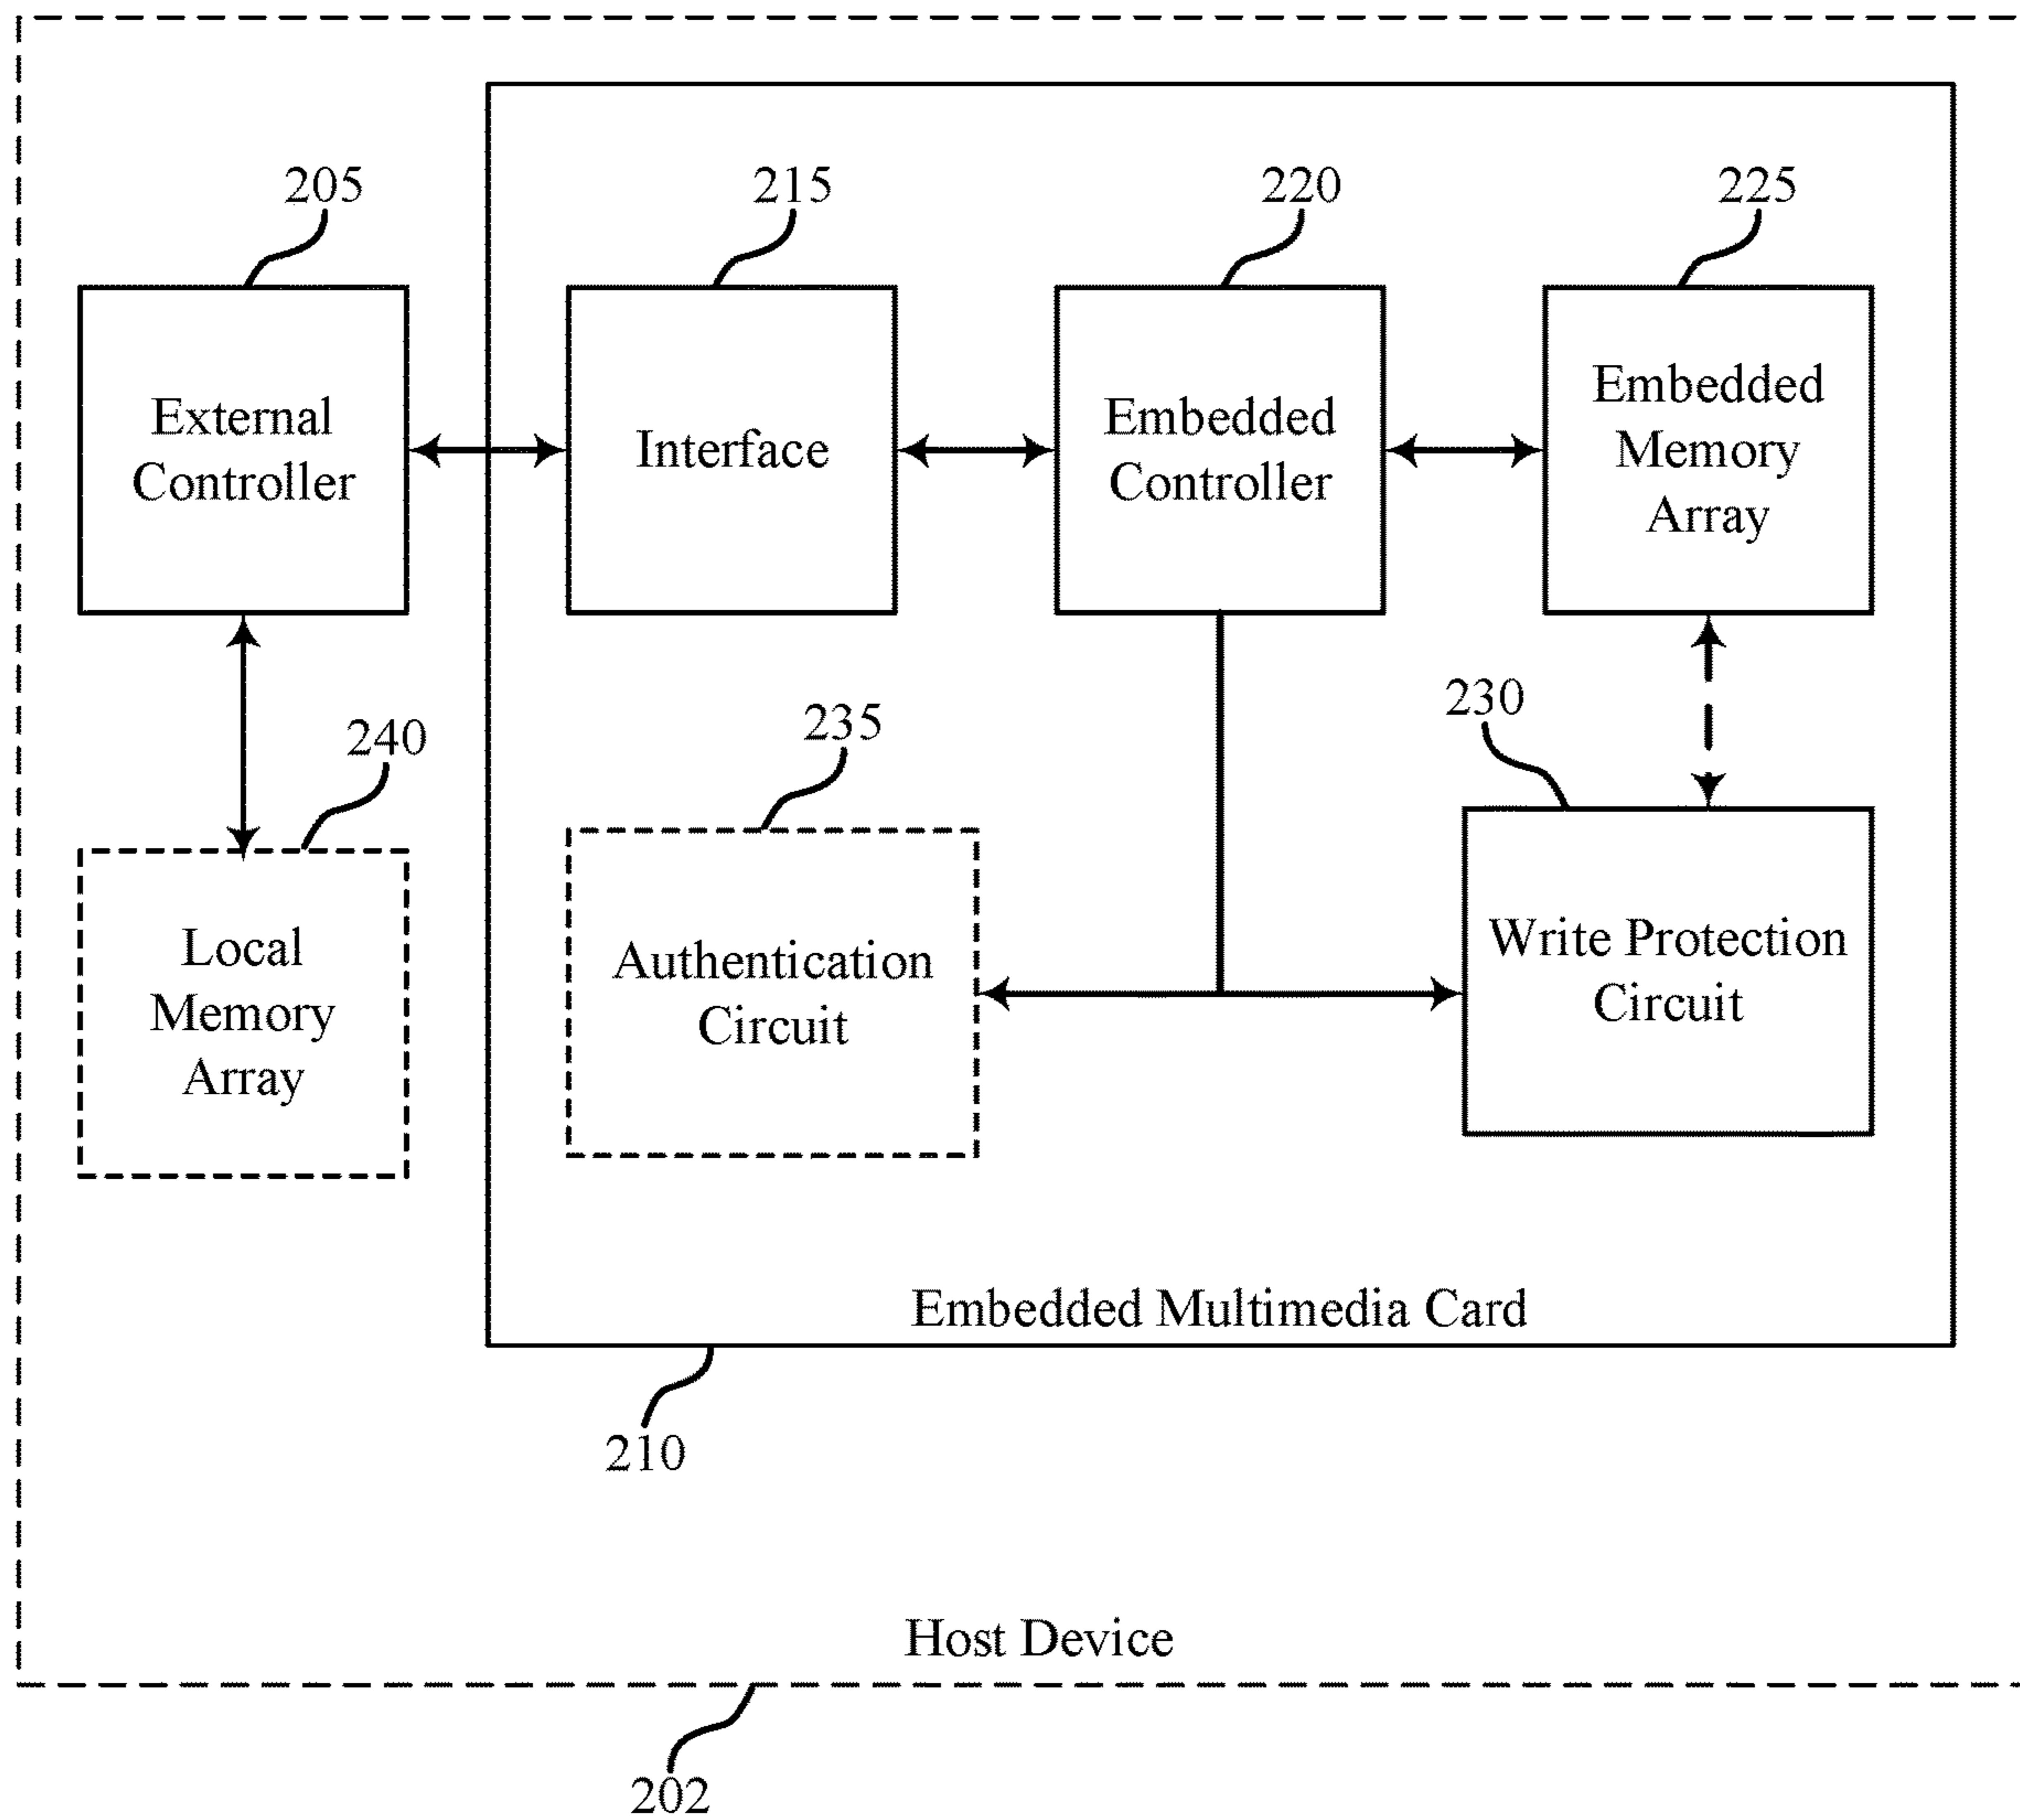 205
215
220
225
External
Controller
Interface
Embedded
Controller
Embedded
Memory
Array
240
235
230
Local
Memory
Array
Authentication
Circuit
Write Protection
Circuit
Embedded Multimedia Card
210
Host Device
202